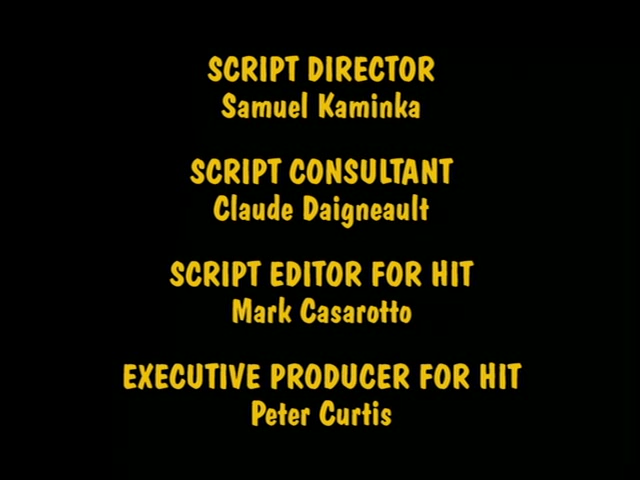 SCRIPT DIRECTOR
Samuel Kaminka
SCRIPT CONSULTANT
Claude Daigneault
SCRIPT EDITOR FOR HIT
Mark Casarotto
EXECUTIVE PRODUCER FOR HIT
Peter Curtis